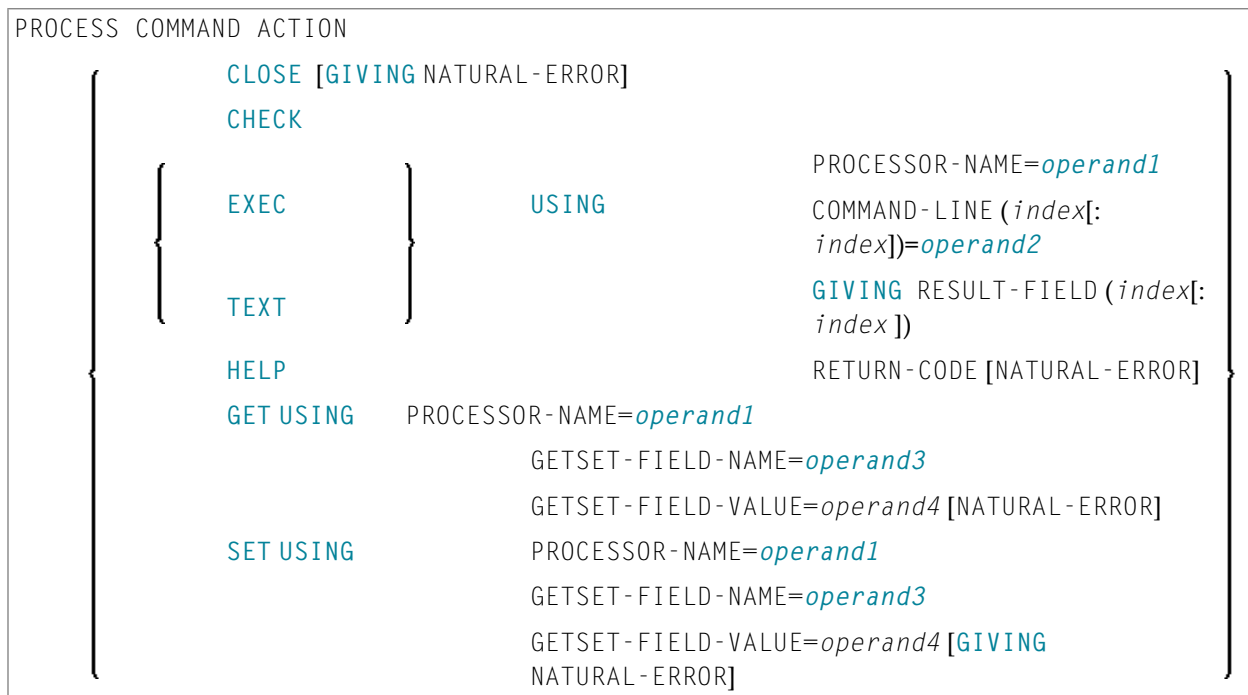 PROCESS COMMAND ACTION
CLOSE [GIVING NATURAL-ERROR]
CHECK
PROCESSOR-NAME=operand1
EXEC USING COMMAND-LINE (index[:
index])=operand2
TEXT GIVING RESULT-FIELD (index[:
index ])
HELP RETURN-CODE [NATURAL-ERROR]
GET USING PROCESSOR-NAME=operand1
GETSET-FIELD-NAME=operand3
GETSET-FIELD-VALUE=operand4 [NATURAL-ERROR]
SET USING PROCESSOR-NAME=operand1
GETSET-FIELD-NAME=operand3
GETSET-FIELD-VALUE=operand4 [GIVING
NATURAL-ERROR]